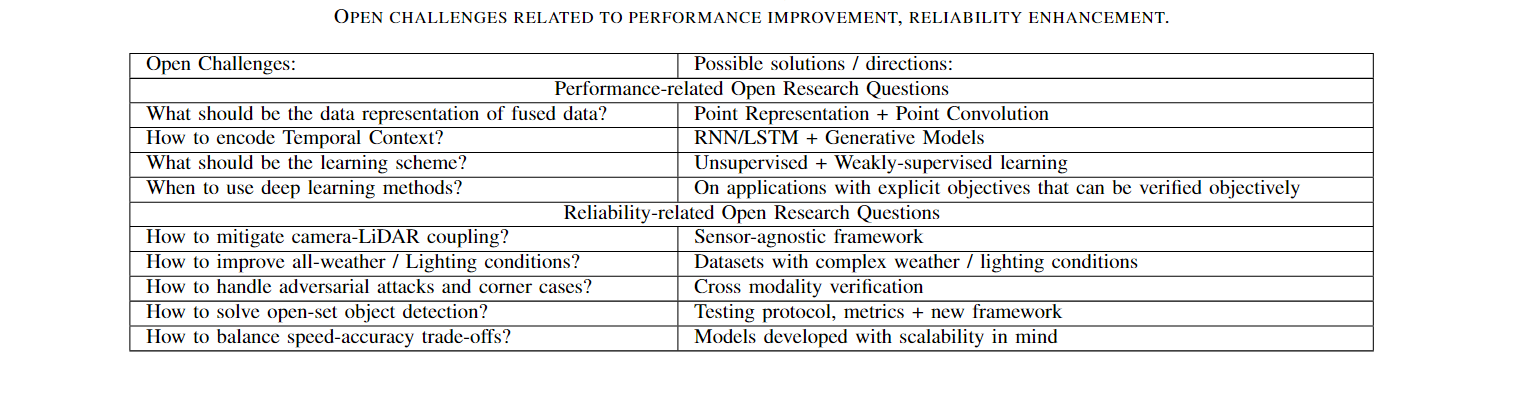 OPEN CHALLENGES RELATED TO PERFORMANCE IMPROVEMENT, RELIABILITY ENHANCEMENT.
Open Challenges: Possible solutions / directions:
Performance-related Open Research Questions
What should be the data representation of fused data? Point Representation + Point Convolution
How to encode Temporal Context? RNN/LSTM + Generative Models
What should be the learning scheme? Unsupervised + Weakly-supervised learning
When to use deep learning methods? On applications with explicit objectives that can be verified objectively
Reliability-related Open Research Questions
How to mitigate camera-LiDAR coupling? Sensor-agnostic framework
How to improve all-weather / Lighting conditions? Datasets with complex weather / lighting conditions
How to handle adversarial attacks and corner cases? Cross modality verification
How to solve open-set object detection? Testing protocol, metrics + new framework
How to balance speed-accuracy trade-offs? Models developed with scalability in mind